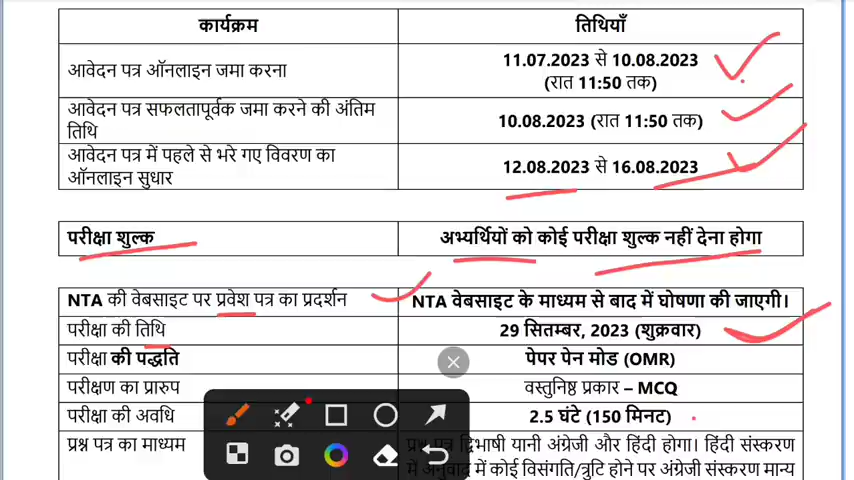 कार्यक्रम तिथियाँ
आवेदन पत्र ऑनलाइन जमा करना 11.07.2023 से 10.08.2023
(रात 11:50 तक)
आवेदन पत्र सफलतापूर्वक जमा करने की अंतिम
तिथि 10.08.2023 (रात 11:50 तक)
आवेदन पत्र में पहले से भरे गए विवरण का
ऑनलाइन सुधार 12.08.2023 से 16.08.2023
परीक्षा शुल्क अभ्यर्थियों को कोई परीक्षा शुल्क नहीं देना होगा
NTA की वेबसाइट पर प्रवेश पत्र का प्रदर्शन NTA वेबसाइट के माध्यम से बाद में घोषणा की जाएगी।
परीक्षा की तिथि 29 सितम्बर, 2023 (शुक्रवार)
परीक्षा की पद्धति पेपर पेन मोड (OMR)
परीक्षण का प्रारुप वस्तुनिष्ठ प्रकार – MCQ
परीक्षा की अवधि 2.5 घंटे (150 मिनट)
प्रश्न पत्र का माध्यम प्रश्न पत्र द्विभाषी यानी अंग्रेजी और हिंदी होगा। हिंदी संस्करण
में अनुवाद में कोई विसंगति/त्रुटि होने पर अंग्रेजी संस्करण मान्य